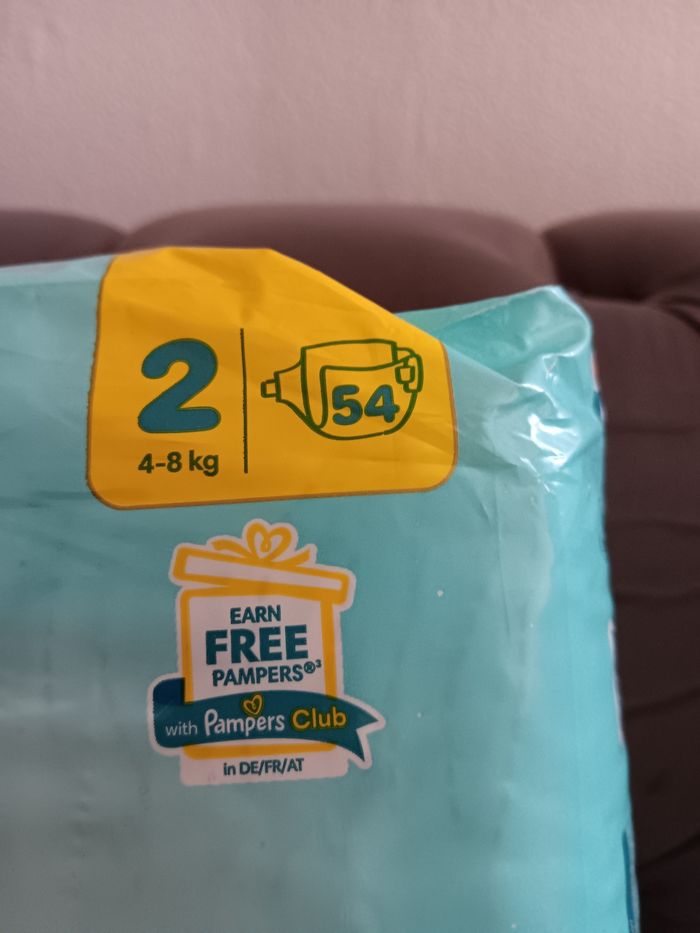 2
4-8 kg
54
EARN
FREE
PAMPERS®³
with Pampers Club
in DE/FR/AT